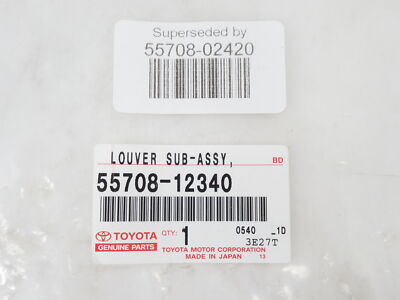 Superseded by
55708-02420
LOUVER SUB-ASSY, BD
55708-12340
TOYOTA QTY: 1 0540 _1D
GENUINE PARTS 3E27T
TOYOTA MOTOR CORPORATION
MADE IN JAPAN 13